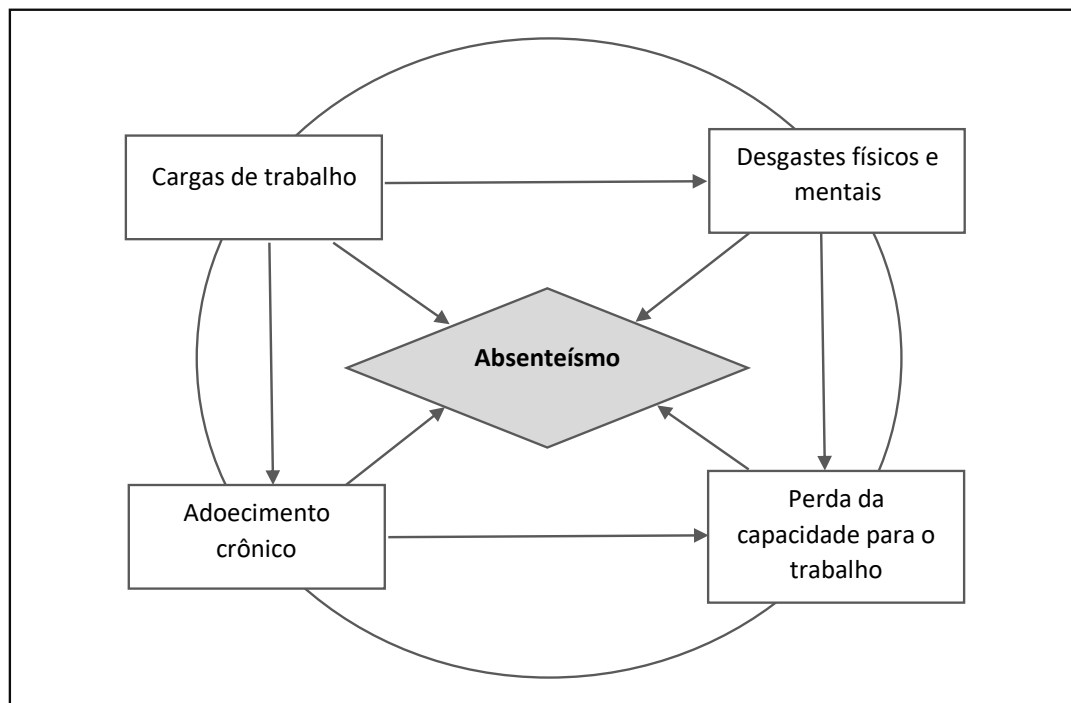 Cargas de trabalho
Desgastes físicos e
mentais
Absenteísmo
Adoecimento
crônico
Perda da
capacidade para o
trabalho